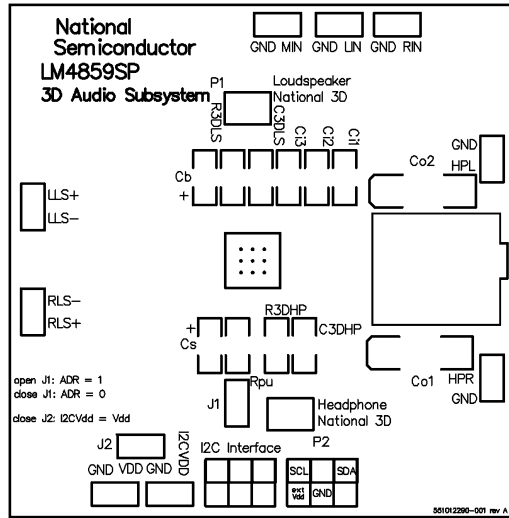 National
Semiconductor
LM4859SP
3D Audio Subsystem
GND MIN GND LIN GND RIN
P1
Loudspeaker
National 3D
R3DLS
C3DLS
Ci3
Ci2
Ci1
GND
HPL
Co2
Cb
+
LLS+
LLS-
RLS-
RLS+
+
Cs
R3DHP
C3DHP
Rpu
Co1
HPR
GND
open J1: ADR = 1
close J1: ADR = 0
close J2: I2CVdd = Vdd
J1
Headphone
National 3D
J2
I2CVDD
I2C Interface
P2
GND VDD GND
SCL
SDA
ext
Vdd
GND
551012290-001 rev A